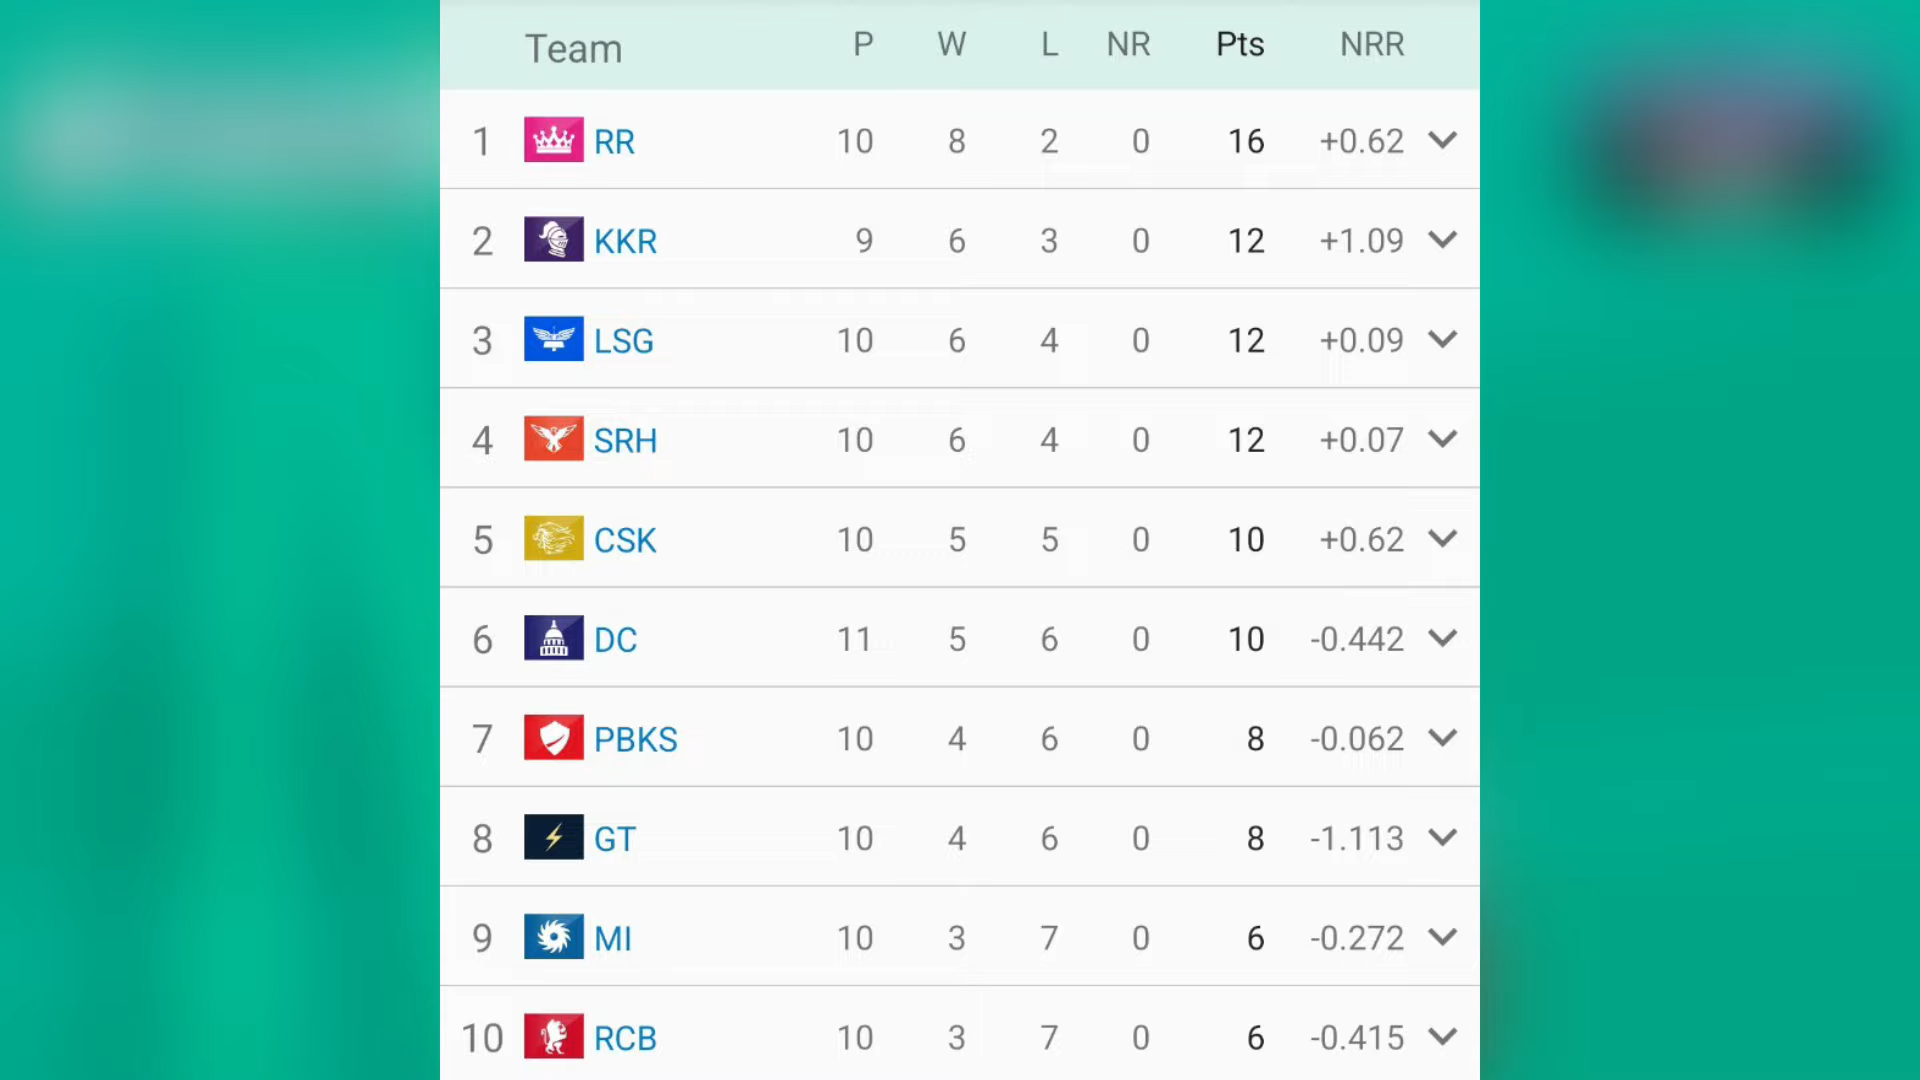 Team P W L NR Pts NRR
1 RR 10 8 2 0 16 +0.62
2 KKR 9 6 3 0 12 +1.09
3 LSG 10 6 4 0 12 +0.09
4 SRH 10 6 4 0 12 +0.07
5 CSK 10 5 5 0 10 +0.62
6 DC 11 5 6 0 10 -0.442
7 PBKS 10 4 6 0 8 -0.062
8 GT 10 4 6 0 8 -1.113
9 MI 10 3 7 0 6 -0.272
10 RCB 10 3 7 0 6 -0.415